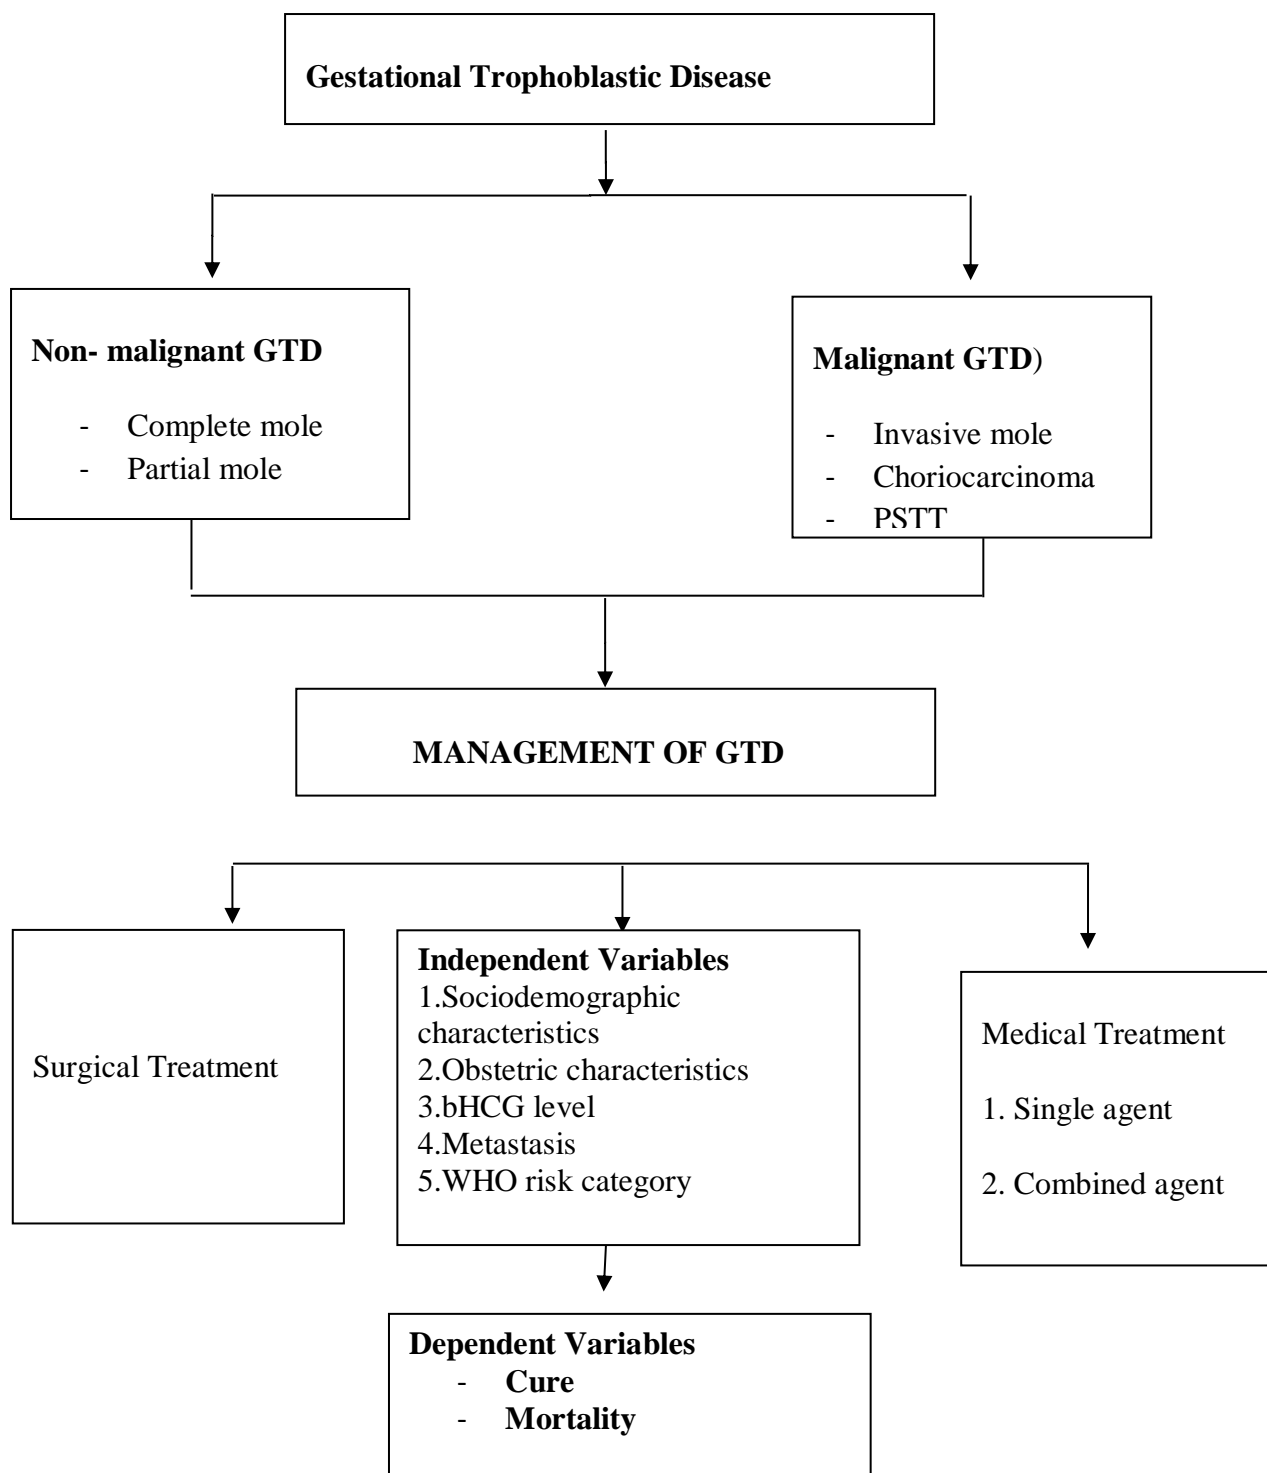 Gestational Trophoblastic Disease
Non- malignant GTD
- Complete mole
- Partial mole
Malignant GTD)
- Invasive mole
- Choriocarcinoma
- PSTT
MANAGEMENT OF GTD
Surgical Treatment
Independent Variables
1.Sociodemographic
characteristics
2.Obstetric characteristics
3.bHCG level
4.Metastasis
5.WHO risk category
Medical Treatment
1. Single agent
2. Combined agent
Dependent Variables
- Cure
- Mortality